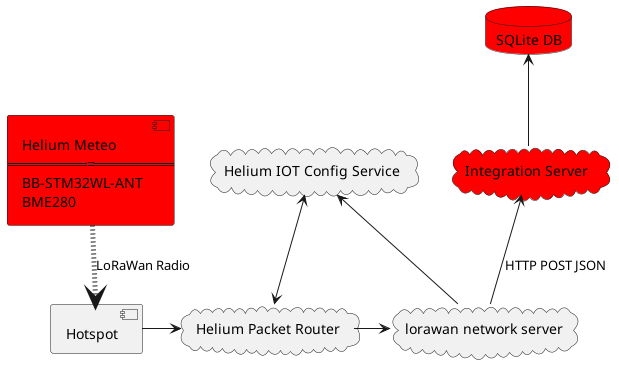 SQLite DB
Helium Meteo
BB-STM32WL-ANT
BME280
Helium IOT Config Service
Integration Server
LoRaWan Radio
HTTP POST JSON
Hotspot
Helium Packet Router
lorawan network server